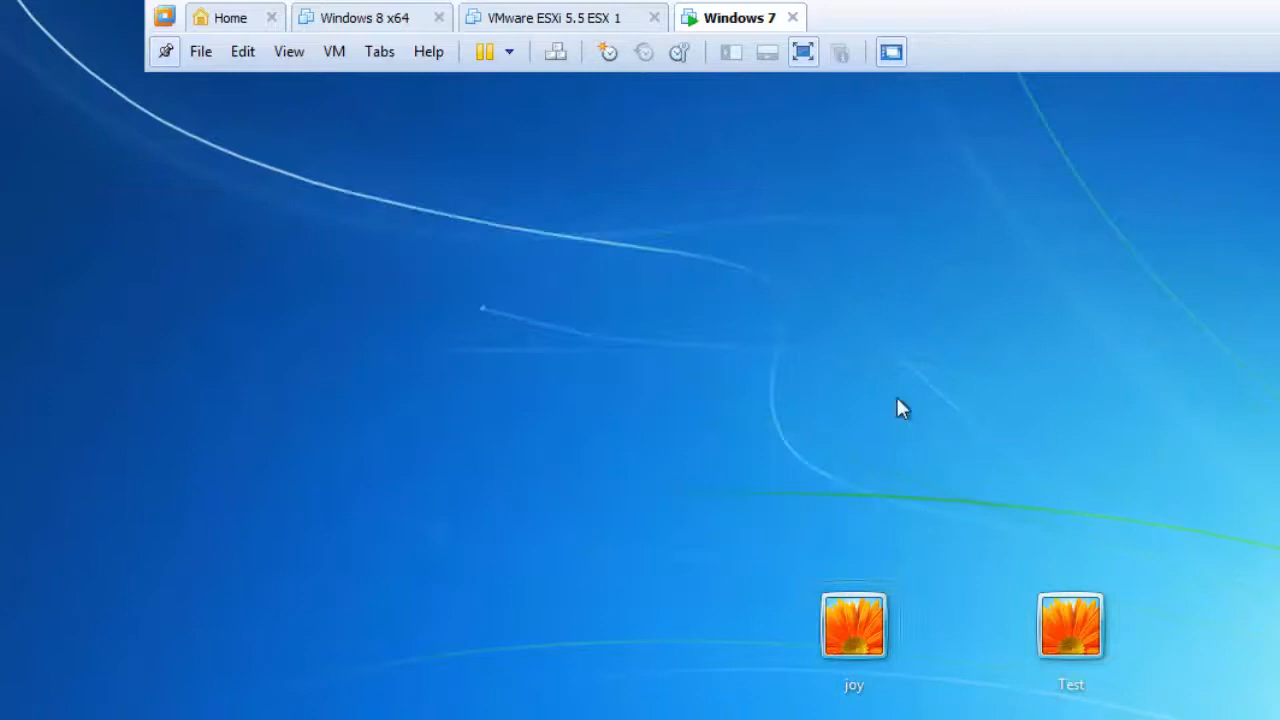 Home
Windows 8 x64
VMware ESXi 5.5 ESX 1
Windows 7
File Edit View VM Tabs Help
joy
Test